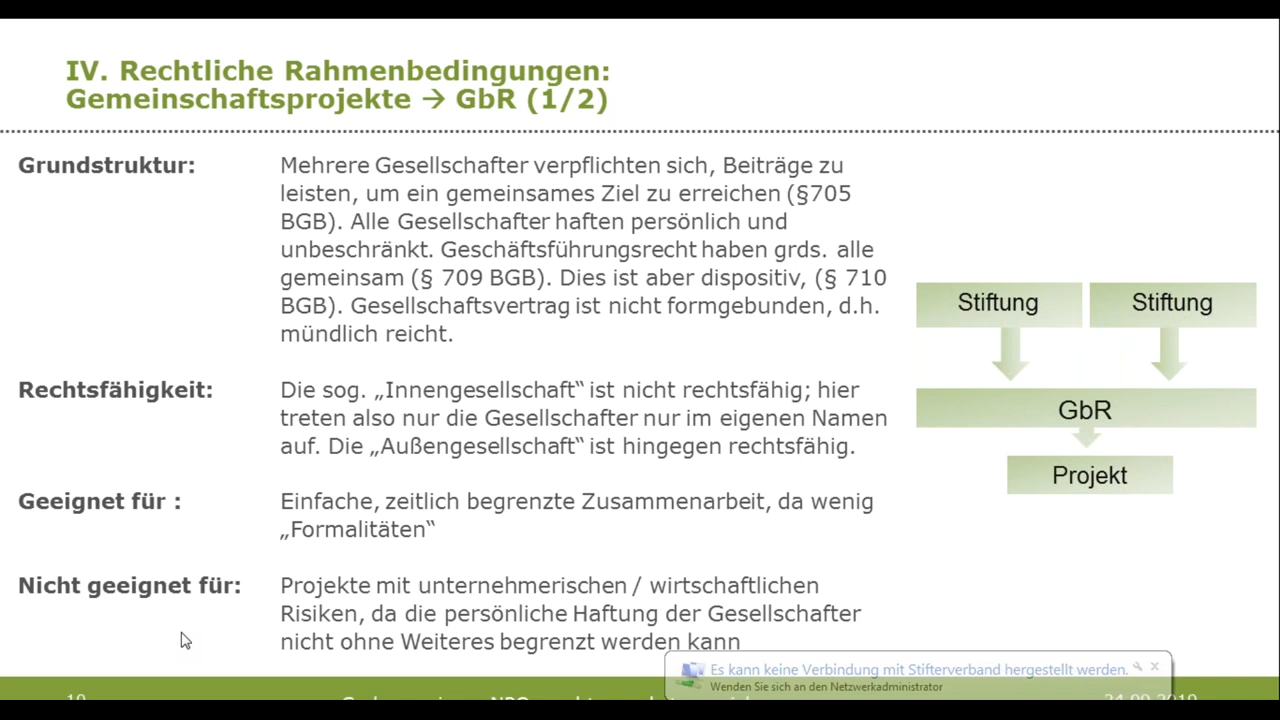 IV. Rechtliche Rahmenbedingungen:
Gemeinschaftsprojekte → GbR (1/2)
Grundstruktur:
Mehrere Gesellschafter verpflichten sich, Beiträge zu
leisten, um ein gemeinsames Ziel zu erreichen (§705
BGB). Alle Gesellschafter haften persönlich und
unbeschränkt. Geschäftsführungsrecht haben grds. alle
gemeinsam (§ 709 BGB). Dies ist aber dispositiv, (§ 710
BGB). Gesellschaftsvertrag ist nicht formgebunden, d.h.
mündlich reicht.
Rechtsfähigkeit:
Die sog. „Innengesellschaft“ ist nicht rechtsfähig; hier
treten also nur die Gesellschafter nur im eigenen Namen
auf. Die „Außengesellschaft“ ist hingegen rechtsfähig.
Geeignet für :
Einfache, zeitlich begrenzte Zusammenarbeit, da wenig
„Formalitäten“
Nicht geeignet für:
Projekte mit unternehmerischen / wirtschaftlichen
Risiken, da die persönliche Haftung der Gesellschafter
nicht ohne Weiteres begrenzt werden kann
Stiftung
Stiftung
GbR
Projekt
Es kann keine Verbindung mit Stifterverband hergestellt werden.
Wenden Sie sich an den Netzwerkadministrator